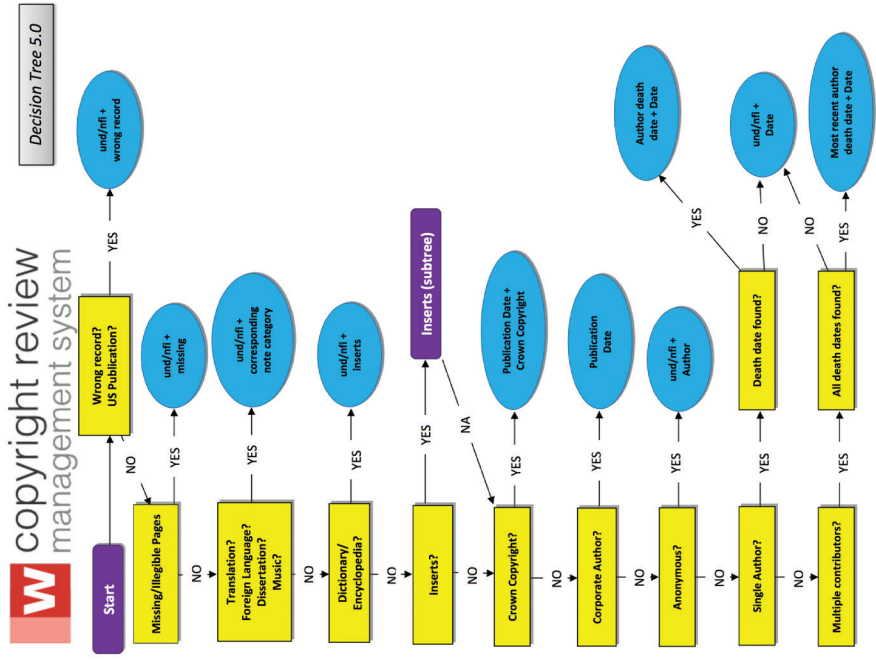 W
copyright review
management system
Decision Tree 5.0
Start
Wrong record?
US Publication?
YES
und/nfi +
wrong record
NO
Missing/Illegible Pages
YES
und/nfi +
missing
NO
Translation?
Foreign Language?
Dissertation?
Music?
YES
und/nfi +
corresponding
note category
NO
Dictionary/
Encyclopedia?
YES
und/nfi +
inserts
NO
Inserts?
YES
Inserts (subtree)
NA
NO
Crown Copyright?
YES
Publication Date +
Crown Copyright
NO
Corporate Author?
YES
Publication
Date
NO
Anonymous?
YES
und/nfi +
Author
NO
Single Author?
YES
Death date found?
YES
Author death
date + Date
NO
und/nfi +
Date
NO
Multiple contributors?
YES
All death dates found?
NO
YES
Most recent author
death date + Date